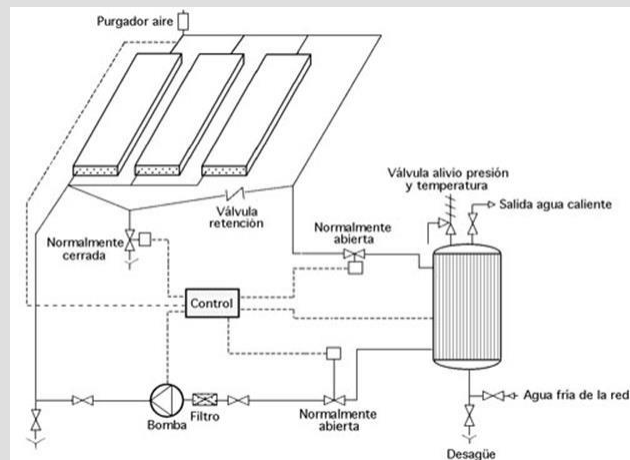 Purgador aire
Válvula alivio presión
y temperatura
Salida agua caliente
Válvula
retención
Normalmente
abierta
Normalmente
cerrada
Control
Bomba
Filtro
Normalmente
abierta
Agua fría de la red
Desagüe